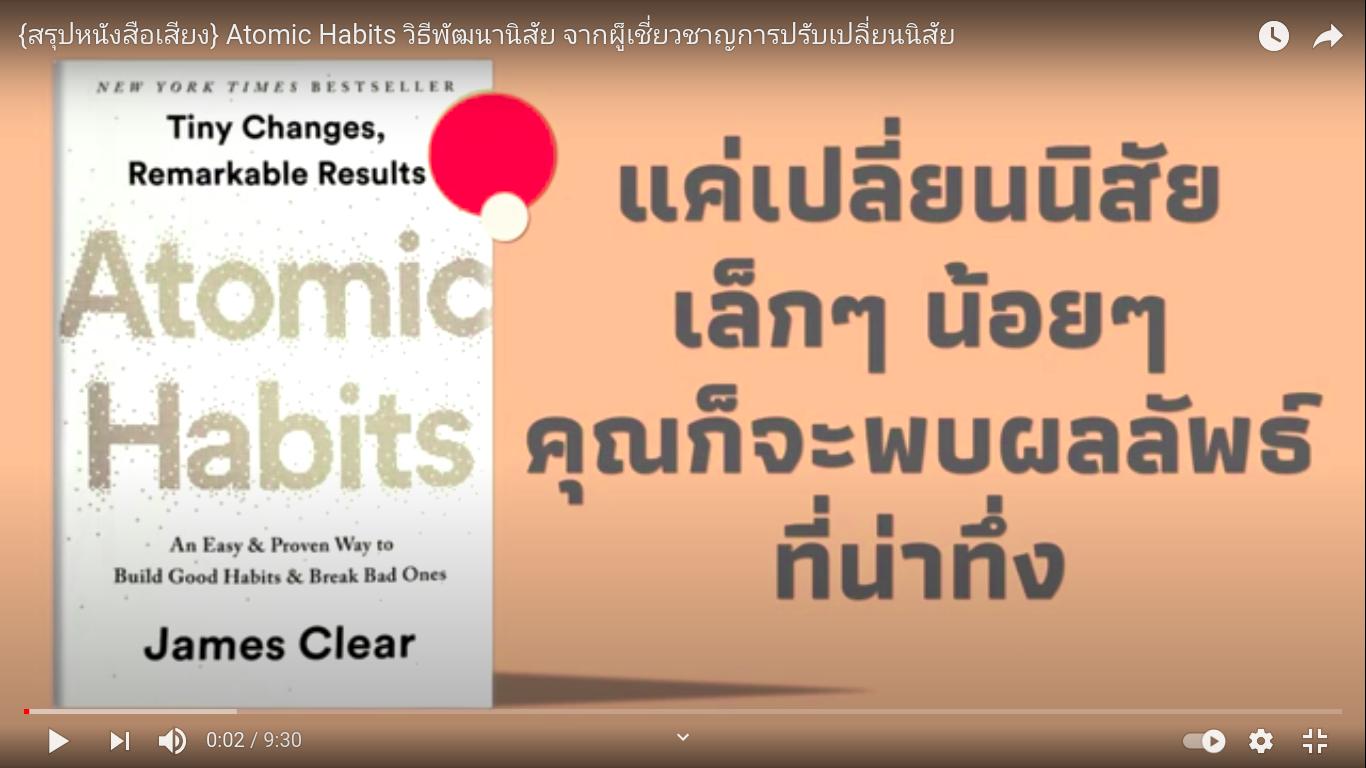 {สรุปหนังสือเสียง} Atomic Habits วิธีพัฒนานิสัย จากผู้เชี่ยวชาญการปรับเปลี่ยนนิสัย
NEW YORK TIMES BESTSELLER
Tiny Changes,
Remarkable Results
Atomic
Habits
An Easy & Proven Way to
Build Good Habits & Break Bad Ones
James Clear
แค่เปลี่ยนนิสัย
เล็กๆ น้อยๆ
คุณก็จะพบผลลัพธ์
ที่น่าทึ่ง
0:02 / 9:30